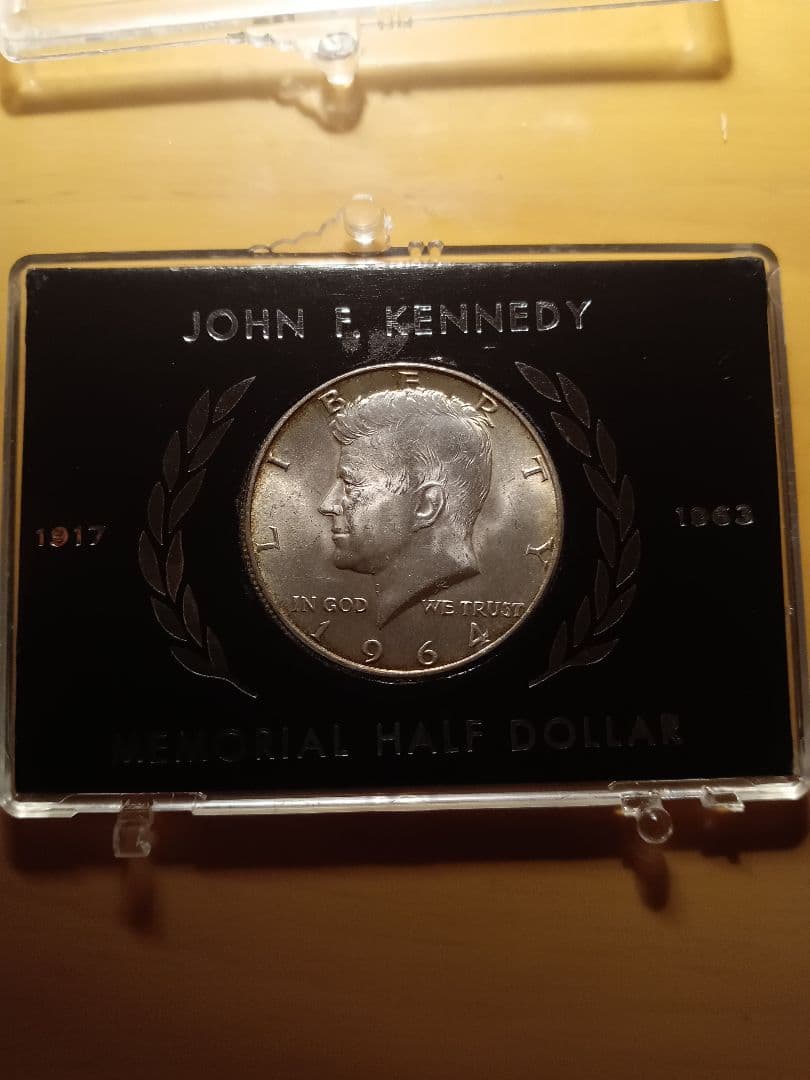 JOHN F. KENNEDY
LIBERTY
1917
1963
IN GOD WE TRUST
1964
MEMORIAL HALF DOLLAR